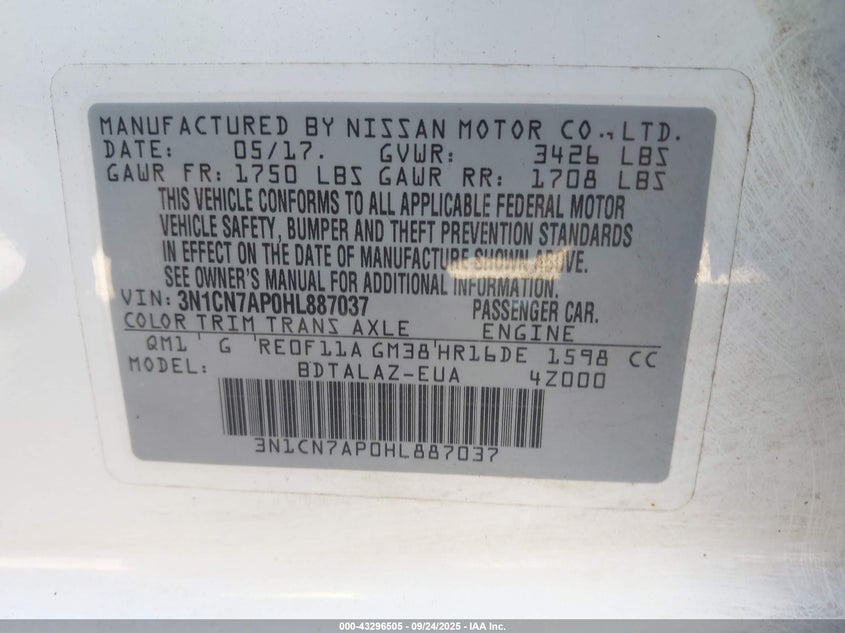 MANUFACTURED BY NISSAN MOTOR CO.,LTD.
DATE: 05/17. GVWR: 3426 LBS
GAWR FR: 1750 LBS GAWR RR: 1708 LBS
THIS VEHICLE CONFORMS TO ALL APPLICABLE FEDERAL MOTOR
VEHICLE SAFETY, BUMPER AND THEFT PREVENTION STANDARDS
IN EFFECT ON THE DATE OF MANUFACTURE SHOWN ABOVE.
SEE OWNER'S MANUAL FOR ADDITIONAL INFORMATION.
VIN: 3N1CN7AP0HL887037 PASSENGER CAR.
COLOR TRIM TRANS AXLE ENGINE
QM1 ' G 'RE0F11A GM38'HR16DE 1598 CC
MODEL: BDTALAZ-EUA 4Z000
3N1CN7AP0HL887037
000-43296505 - 09/24/2025 - IAA Inc.